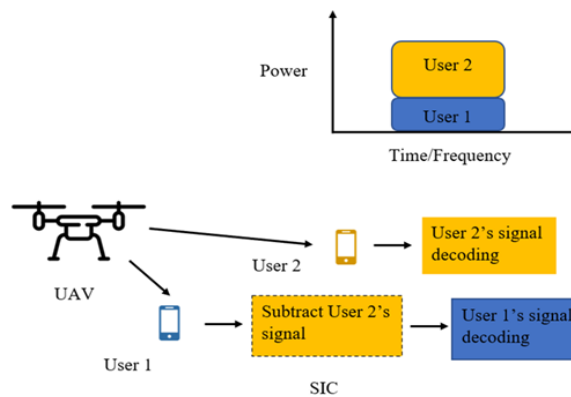 User 2
Power
User 1
Time/Frequency
User 2's signal
decoding
User 2
UAV
Subtract User 2's
signal
User 1's signal
decoding
User 1
SIC